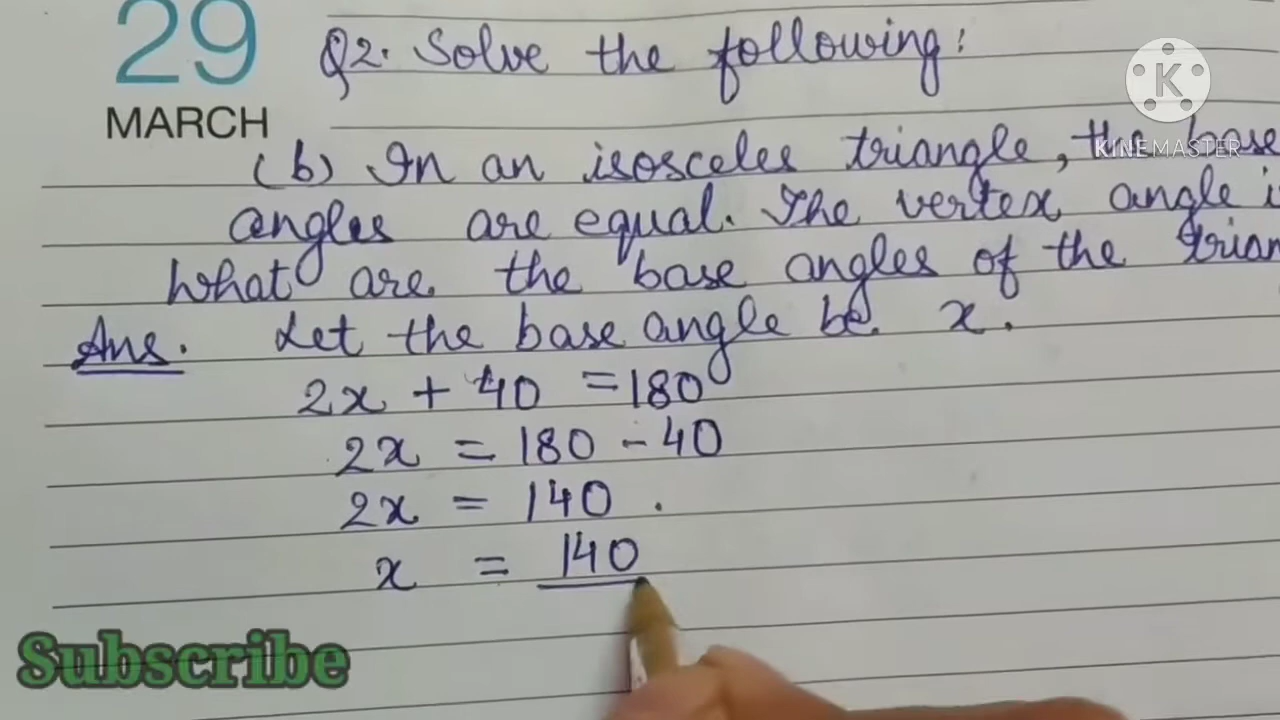 29
MARCH
Q2. Solve the following:
K
KINEMASTER
(b) In an isosceles triangle, the base
angles are equal. The vertex angle i
What are the base angles of the trian
Ans. Let the base angle be x.
2x + 40 = 180°
2x = 180 - 40
2x = 140 .
x = 140
Subscribe